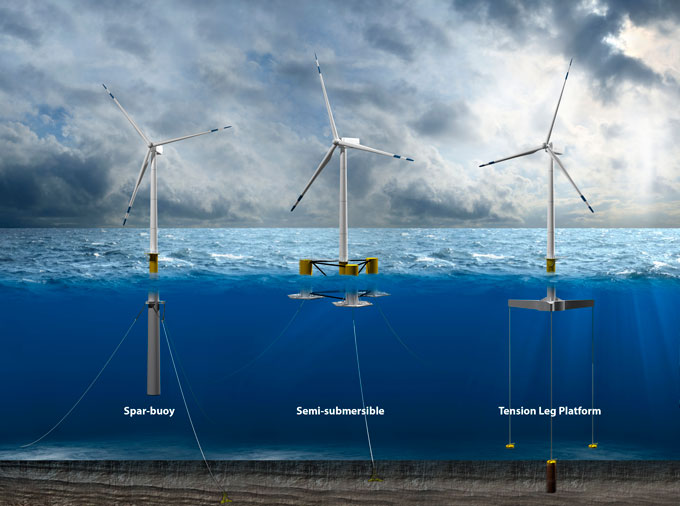 Spar-buoy
Semi-submersible
Tension Leg Platform